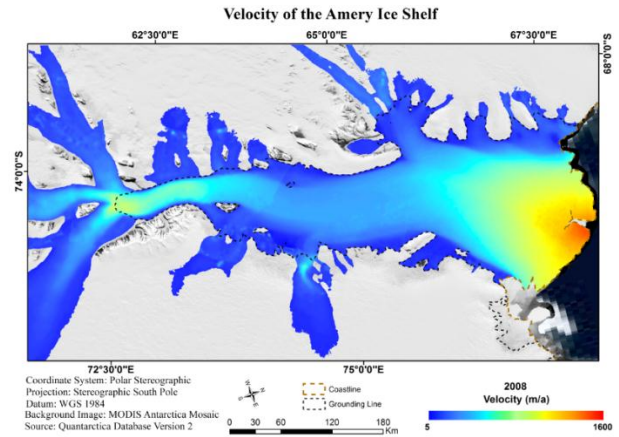 Velocity of the Amery Ice Shelf
62°30'0"E
65°0'0"E
67°30'0"E
68°0'0"S
74°0'0"S
72°30'0"E
75°0'0"E
Coordinate System: Polar Stereographic
Projection: Stereographic South Pole
Datum: WGS 1984
Background Image: MODIS Antarctica Mosaic
Source: Quantarctica Database Version 2
Coastline
Grounding Line
0 30 60 120 180
Km
2008
Velocity (m/a)
5 1600